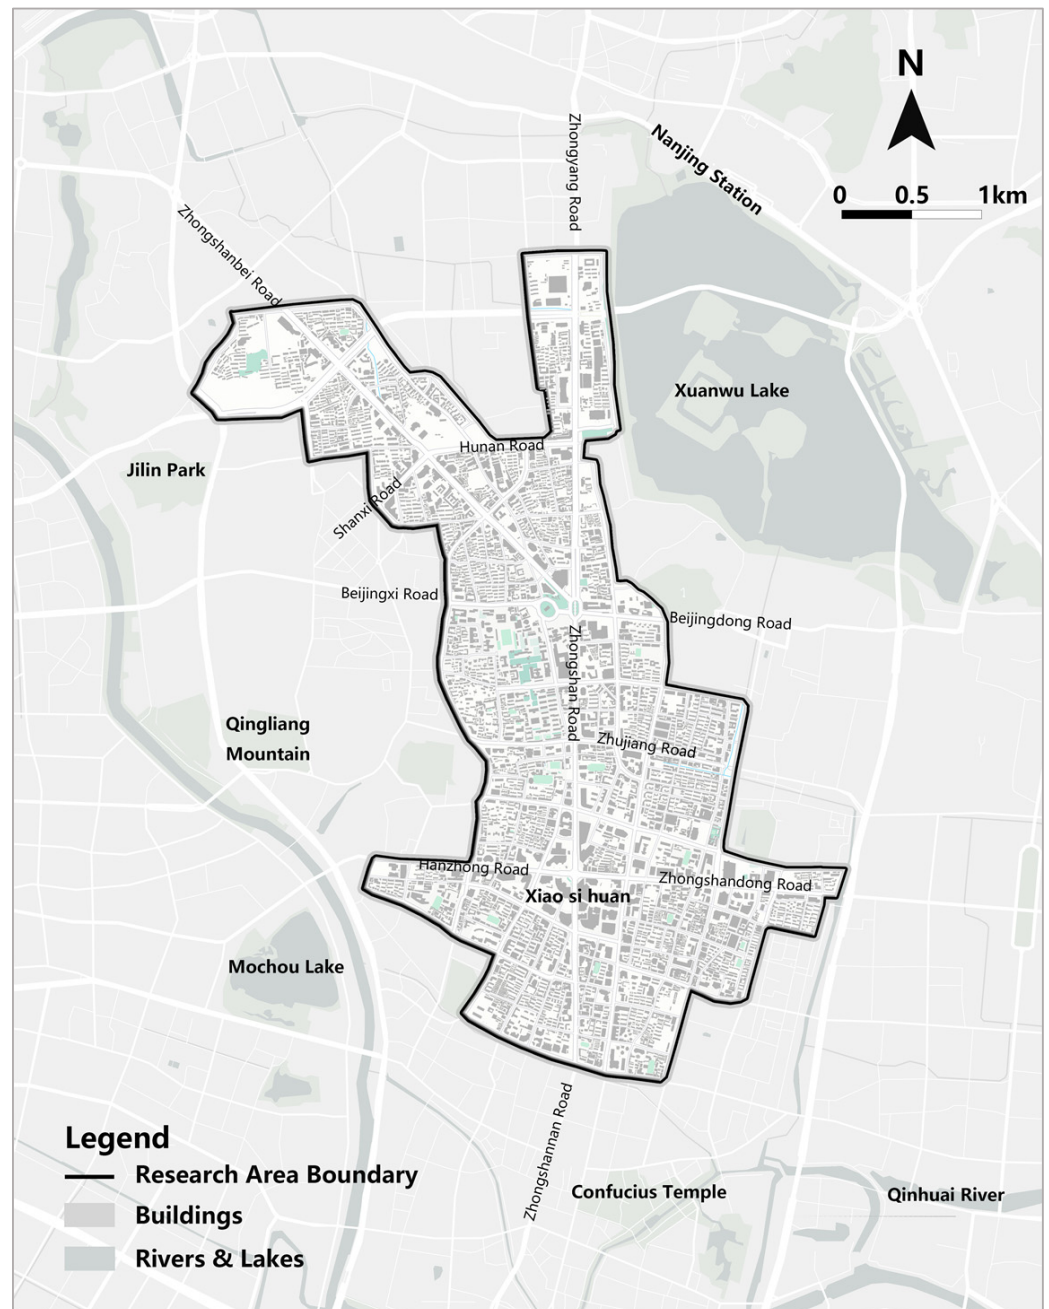 N
0 0.5 1km
Zhongyang Road
Nanjing Station
Zhongshanbei Road
Xuanwu Lake
Hunan Road
Jilin Park
Shanxi Road
Beijingxi Road
Beijingdong Road
Zhongshan Road
Qingliang
Mountain
Zhujiang Road
Hanzhong Road
Zhongshandong Road
Xiao si huan
Mochou Lake
Zhongshannan Road
Confucius Temple
Qinhuai River
Legend
Research Area Boundary
Buildings
Rivers & Lakes